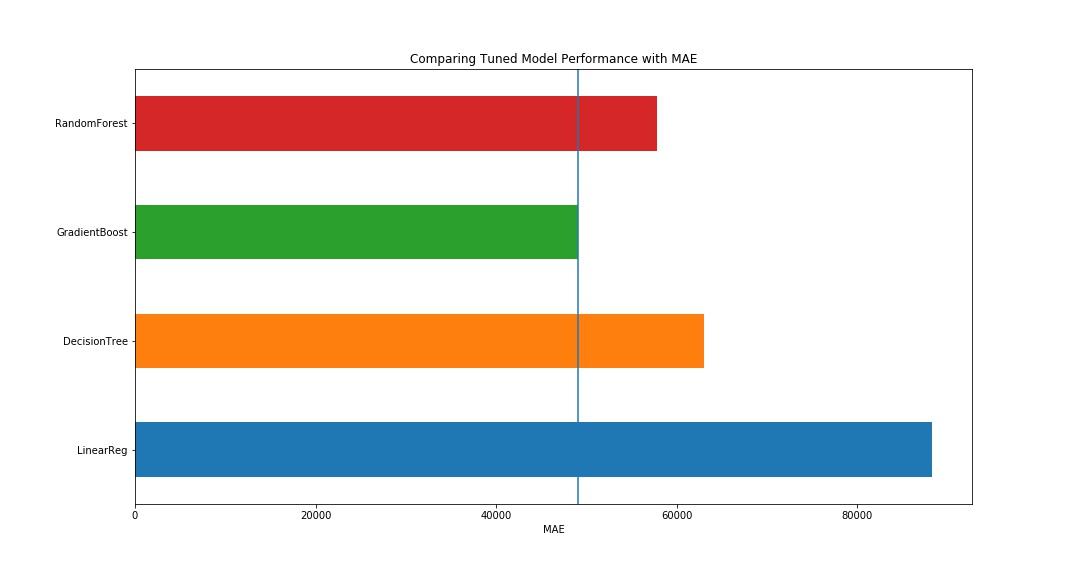 Comparing Tuned Model Performance with MAE
RandomForest
GradientBoost
DecisionTree
LinearReg
0 20000 40000 60000 80000
MAE